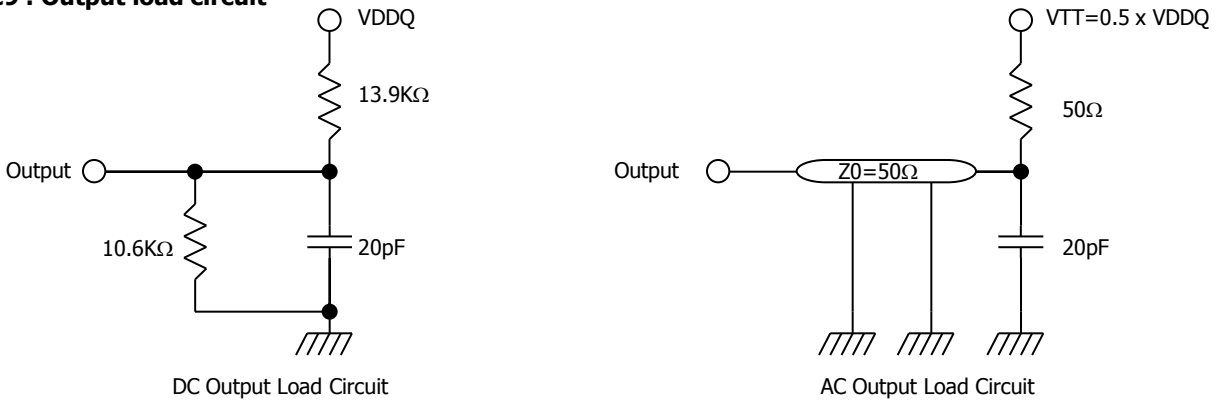 : Output load circuit
VDDQ
13.9KΩ
Output
10.6KΩ
20pF
DC Output Load Circuit
VTT=0.5 x VDDQ
50Ω
Output
Z0=50Ω
20pF
AC Output Load Circuit